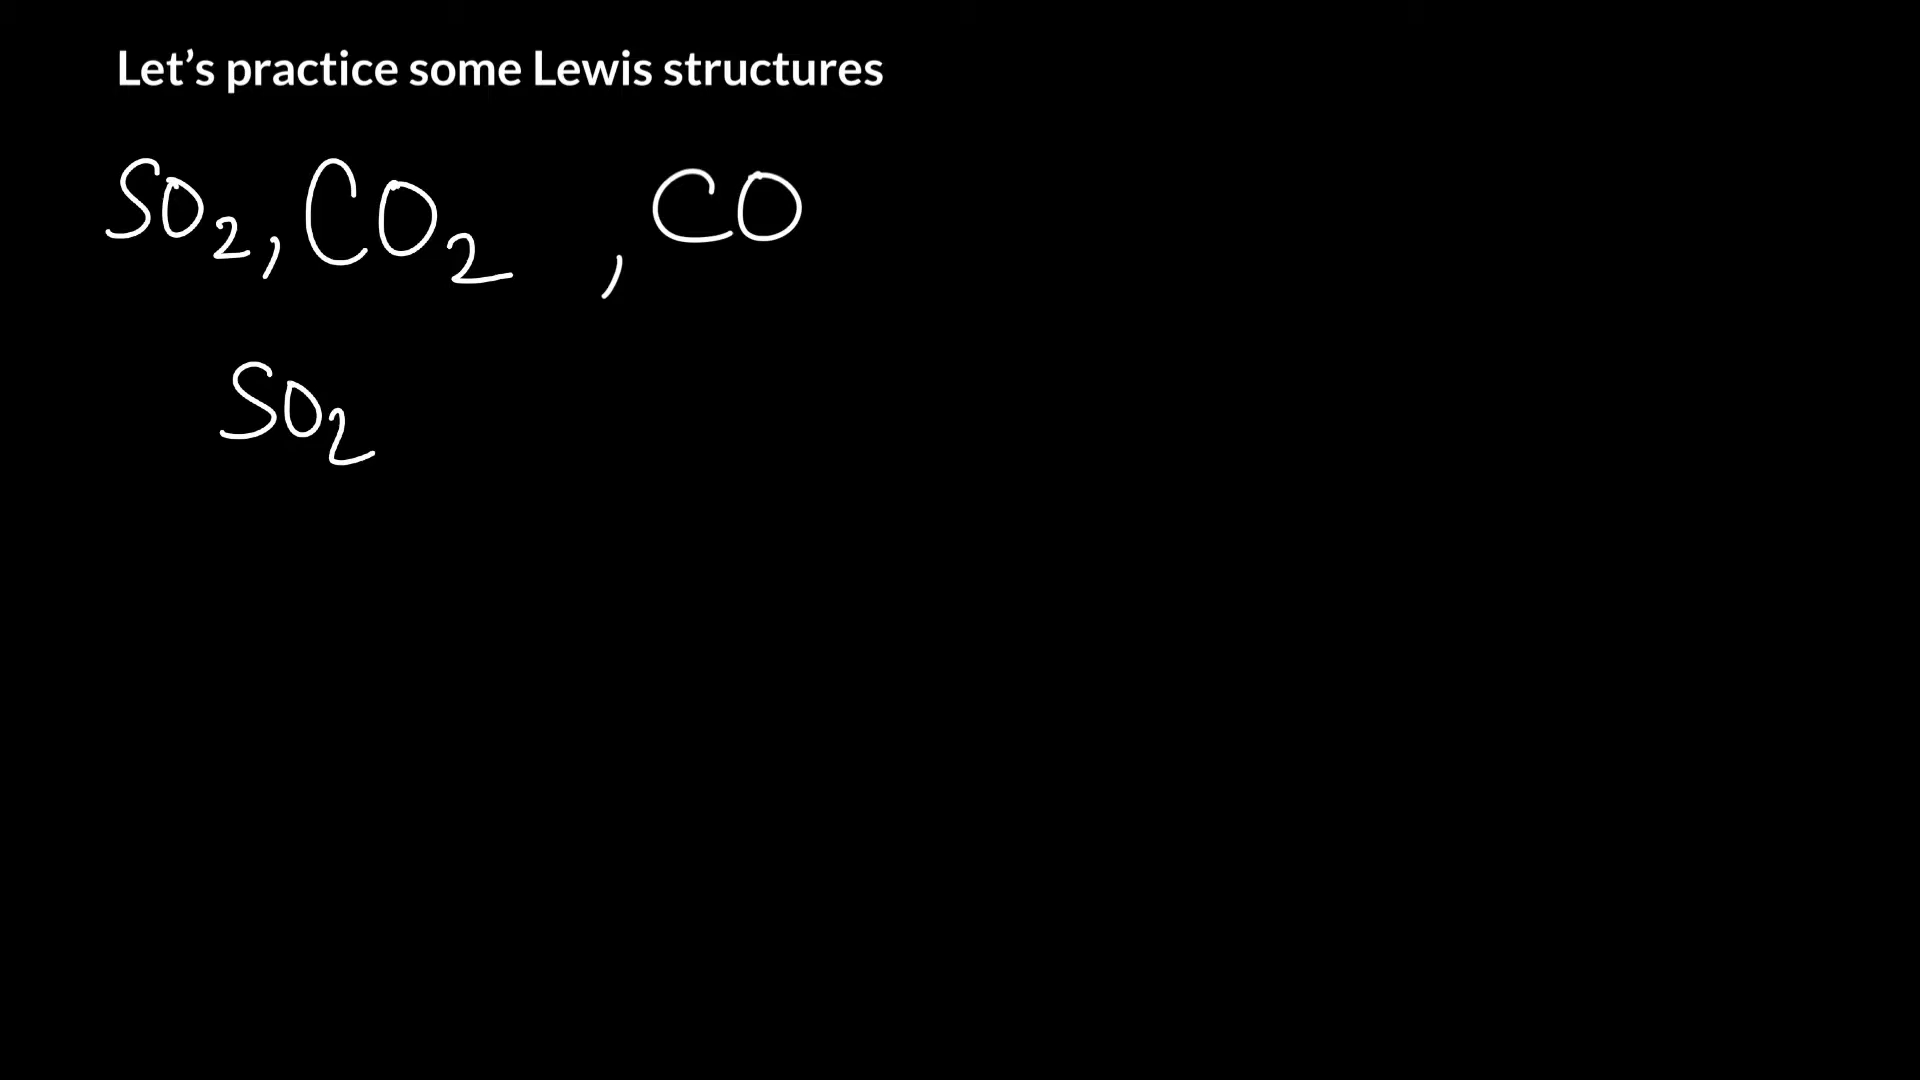 Let’s practice some Lewis structures
SO₂, CO₂ , CO
SO₂